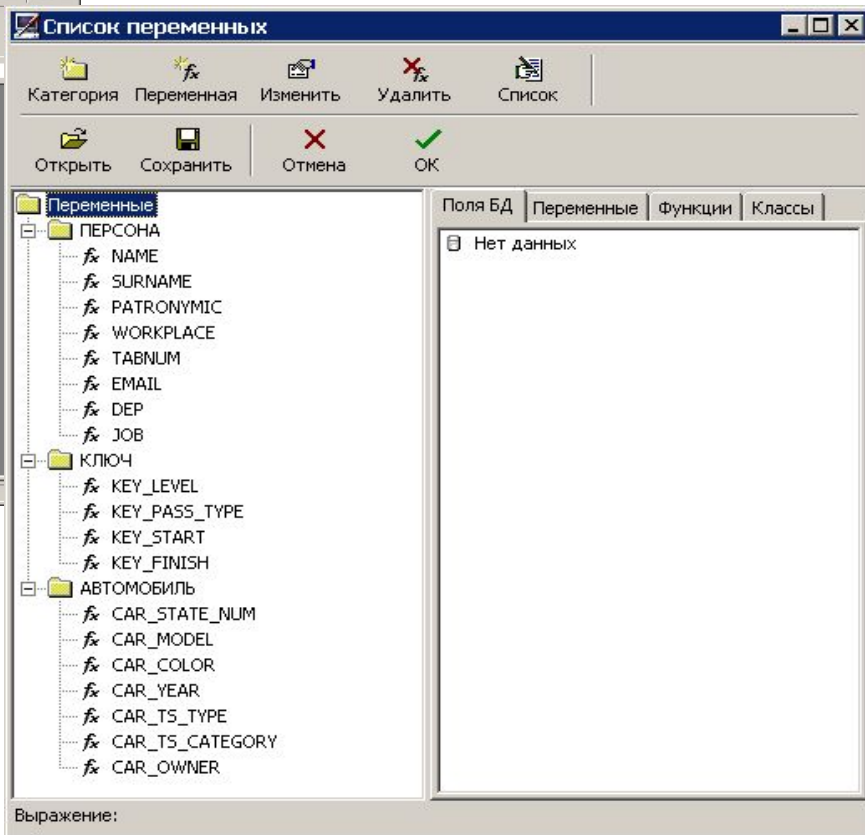 Список переменных
Категория Переменная Изменить Удалить Список
Открыть Сохранить Отмена ОК
Переменные
ПЕРСОНА
NAME
SURNAME
PATRONYMIC
WORKPLACE
TABNUM
EMAIL
DEP
JOB
КЛЮЧ
KEY_LEVEL
KEY_PASS_TYPE
KEY_START
KEY_FINISH
АВТОМОБИЛЬ
CAR_STATE_NUM
CAR_MODEL
CAR_COLOR
CAR_YEAR
CAR_TS_TYPE
CAR_TS_CATEGORY
CAR_OWNER
Поля БД Переменные Функции Классы
Нет данных
Выражение: